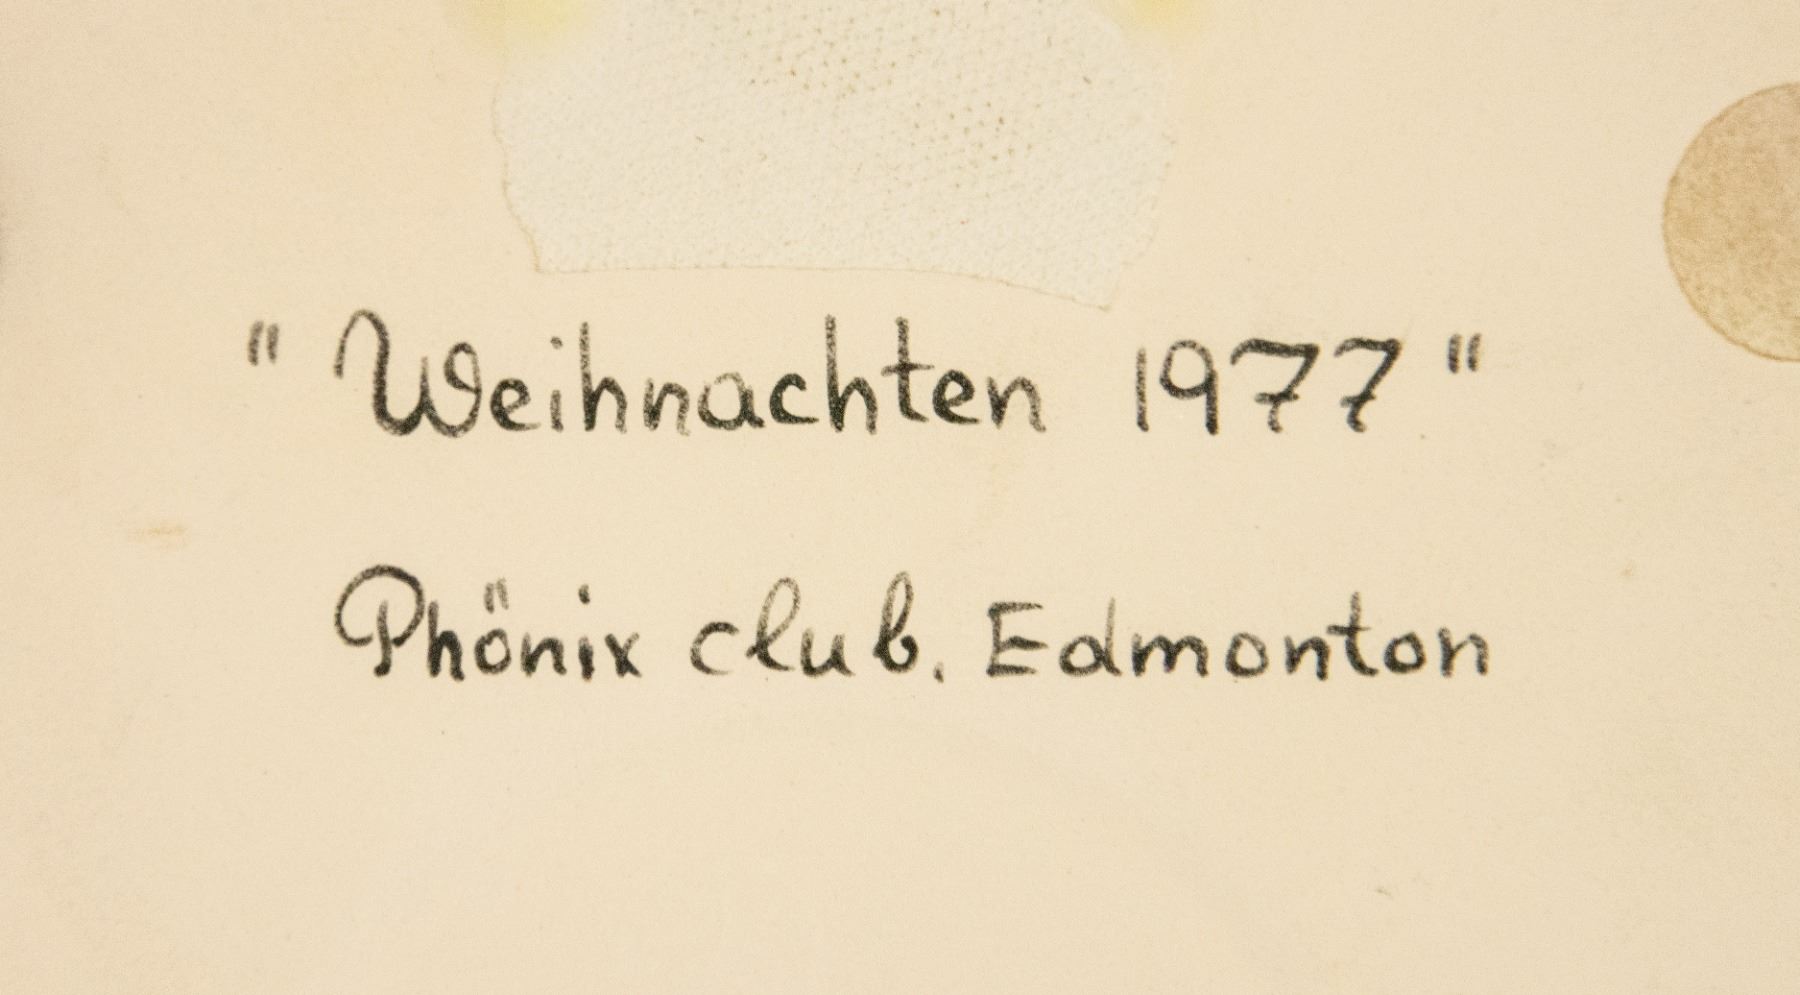 " Weihnachten 1977 "
Phönix club. Edmonton